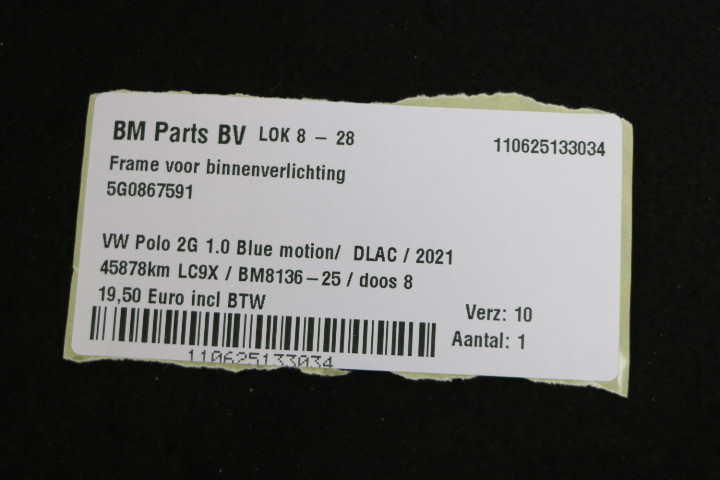 BM Parts BV LOK 8 – 28
110625133034
Frame voor binnenverlichting
5G0867591
VW Polo 2G 1.0 Blue motion/ DLAC / 2021
45878km LC9X / BM8136–25 / doos 8
19,50 Euro incl BTW
Verz: 10
Aantal: 1
110625133034